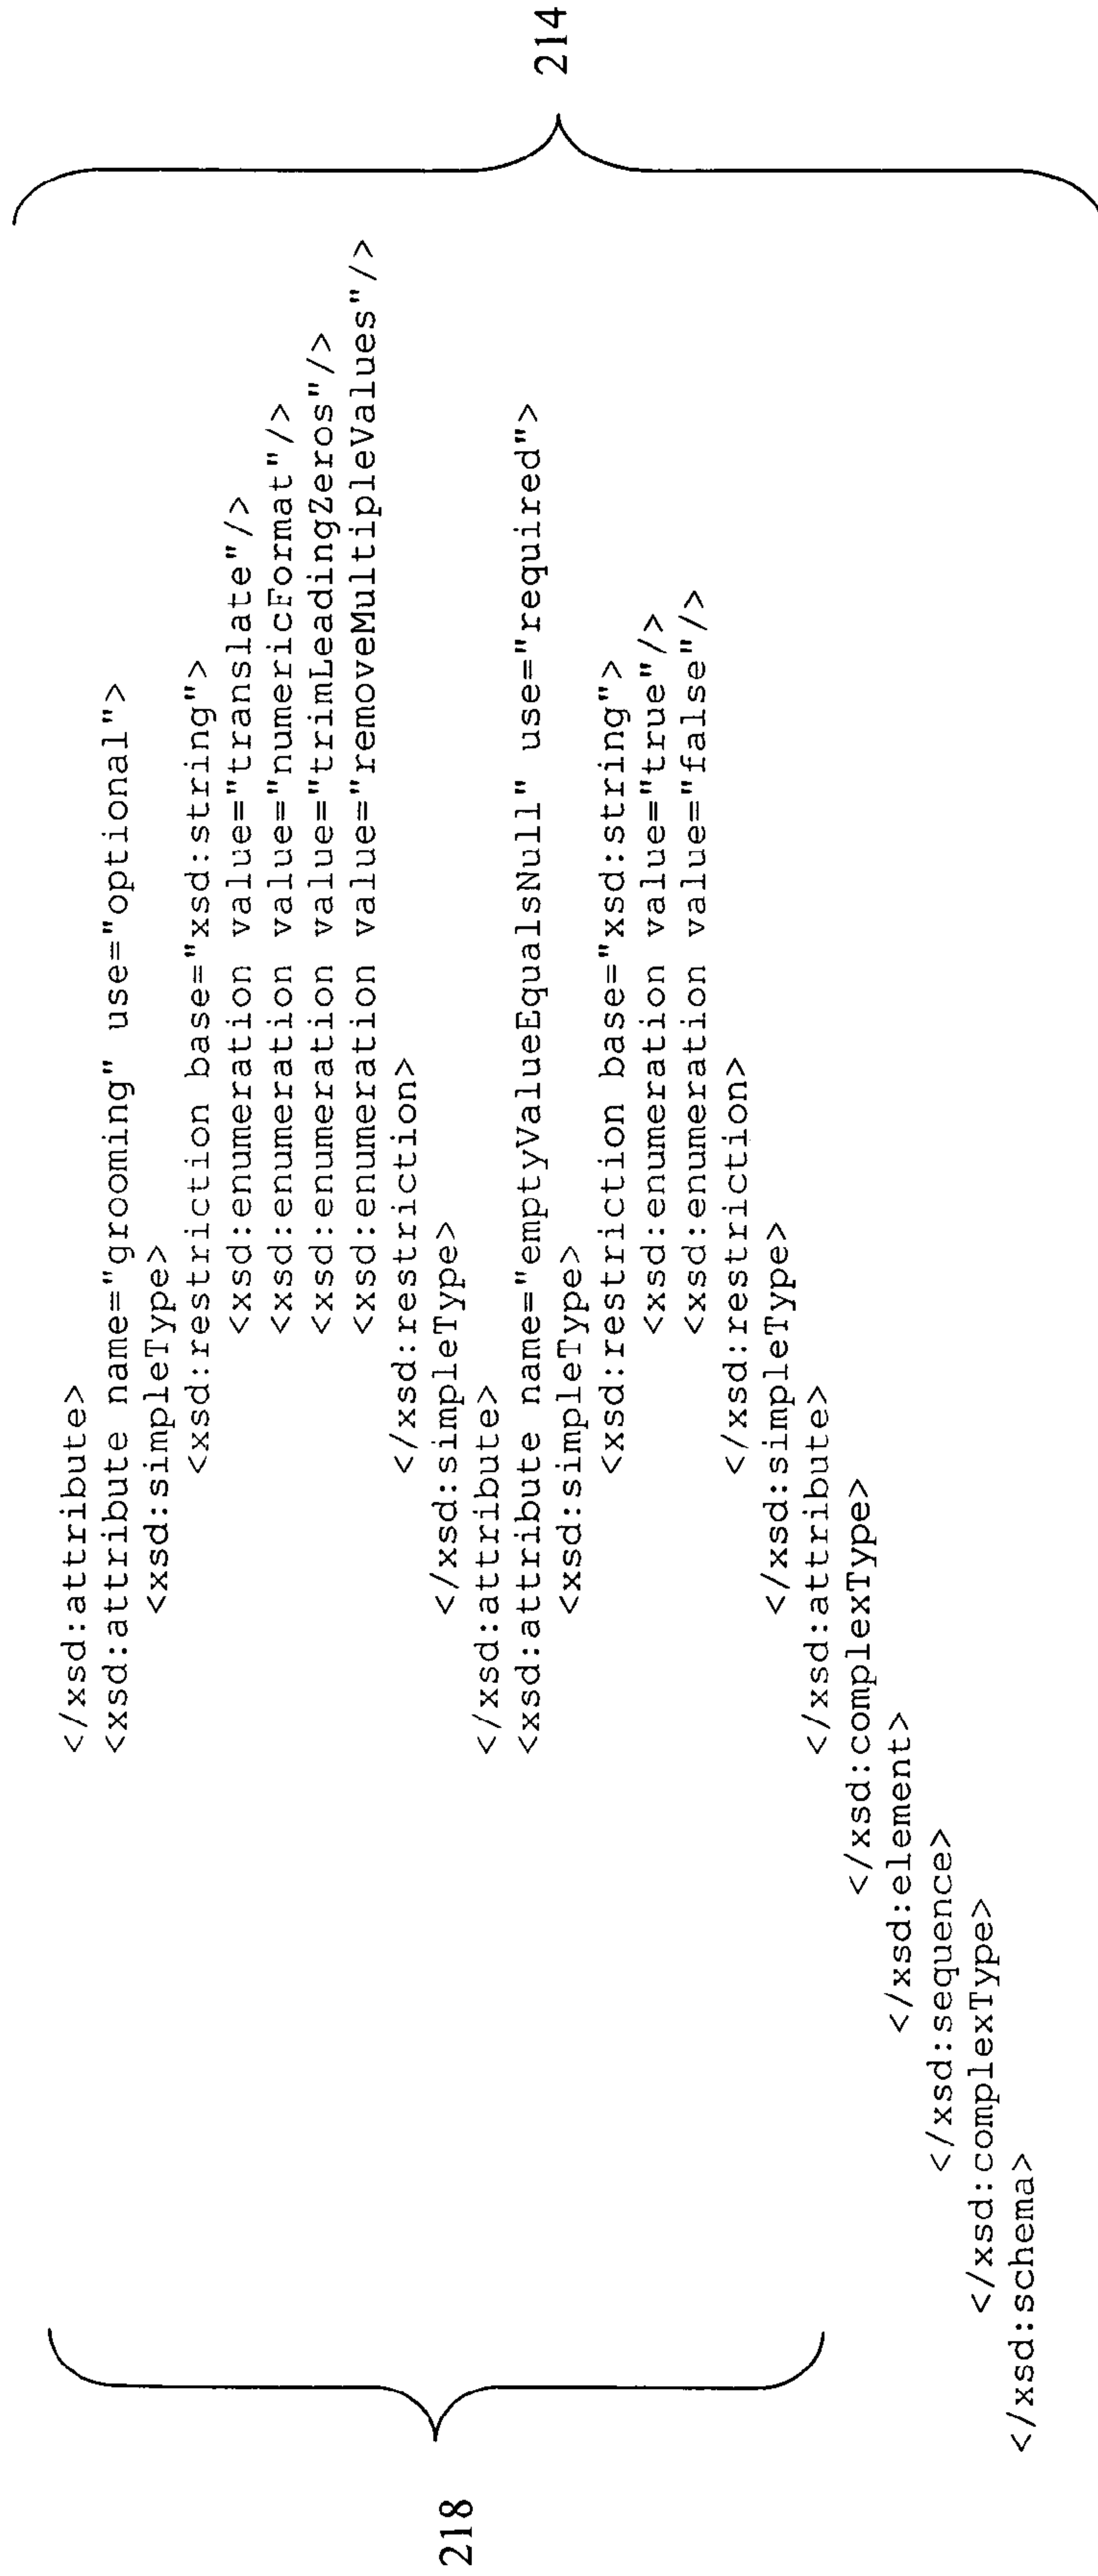 </xsd:attribute>
<xsd:attribute name="grooming" use="optional">
<xsd:simpleType>
<xsd:restriction base="xsd:string">
<xsd:enumeration value="translate"/>
<xsd:enumeration value="numericFormat"/>
<xsd:enumeration value="trimLeadingZeros"/>
<xsd:enumeration value="removeMultipleValues"/>
</xsd:restriction>
</xsd:simpleType>
</xsd:attribute>
<xsd:attribute name="emptyValueEqualsNull" use="required">
<xsd:simpleType>
<xsd:restriction base="xsd:string">
<xsd:enumeration value="true"/>
<xsd:enumeration value="false"/>
</xsd:restriction>
</xsd:simpleType>
</xsd:attribute>
</xsd:complexType>
</xsd:element>
</xsd:sequence>
</xsd:complexType>
</xsd:schema>
218
214